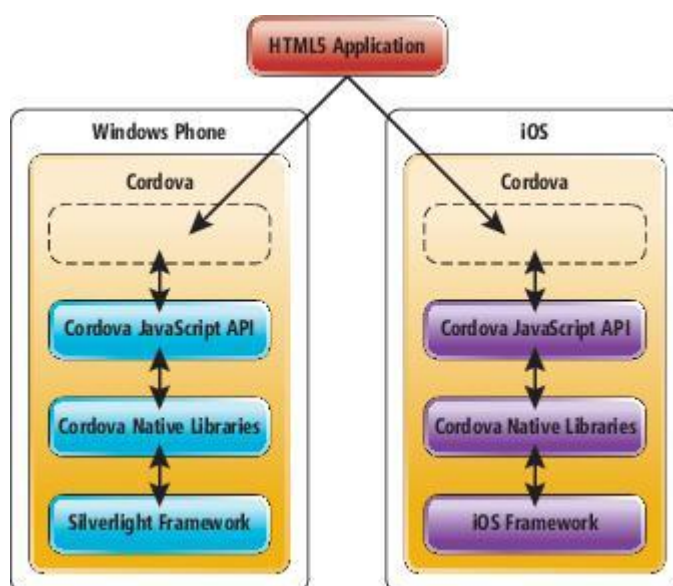 HTML5 Application
Windows Phone
Cordova
Cordova JavaScript API
Cordova Native Libraries
Silverlight Framework
iOS
Cordova
Cordova JavaScript API
Cordova Native Libraries
iOS Framework